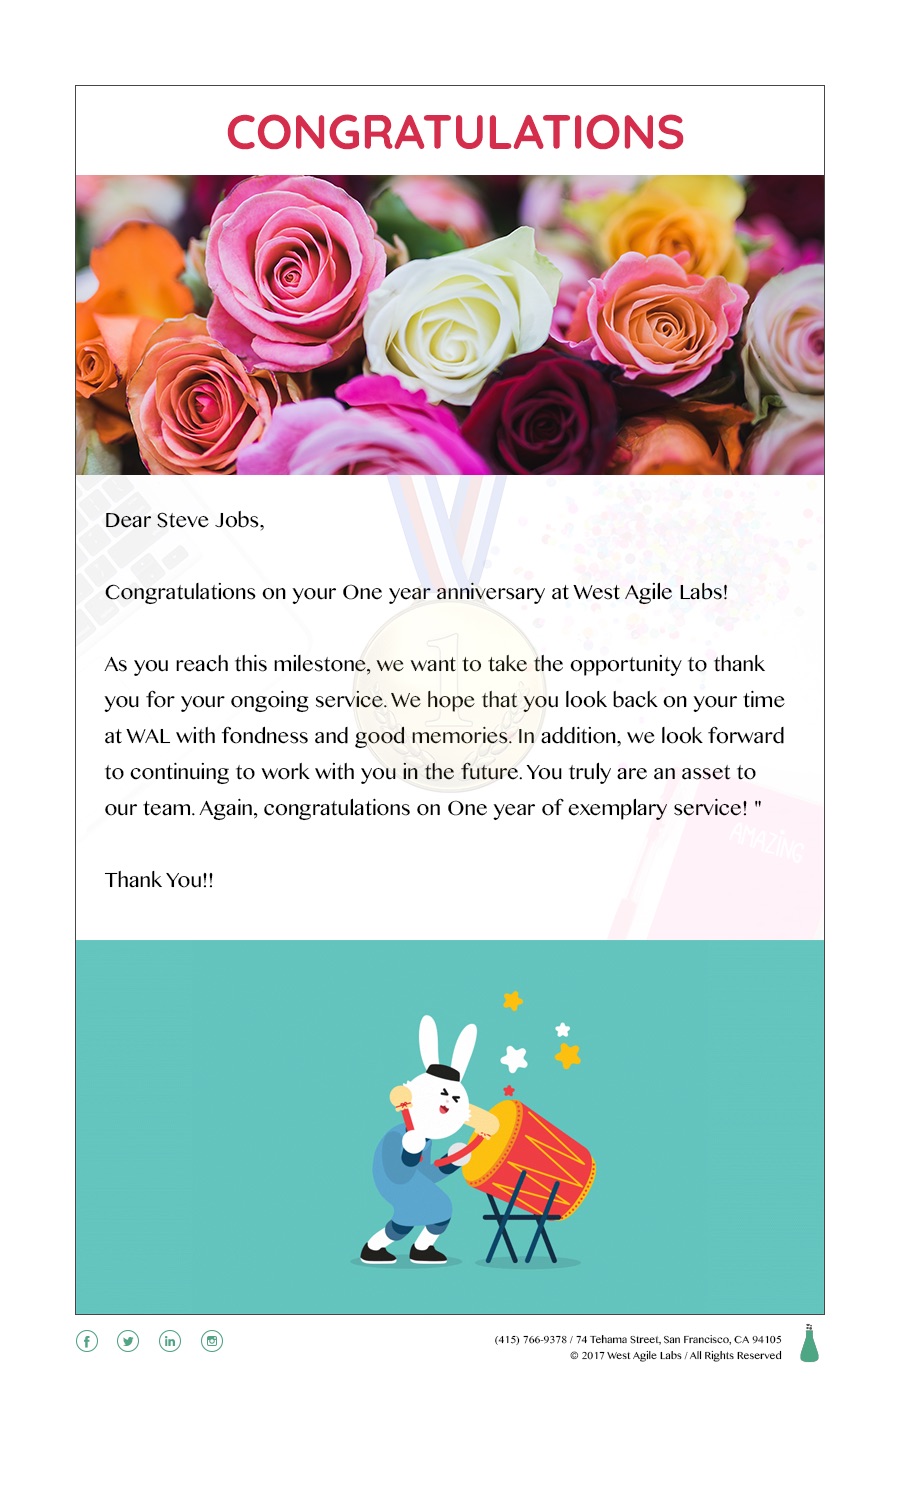 CONGRATULATIONS
Dear Steve Jobs,
Congratulations on your One year anniversary at West Agile Labs!
As you reach this milestone, we want to take the opportunity to thank
you for your ongoing service. We hope that you look back on your time
at WAL with fondness and good memories. In addition, we look forward
to continuing to work with you in the future. You truly are an asset to
our team. Again, congratulations on One year of exemplary service! "
1
AMAZING
Thank You!!
(415) 766-9378 / 74 Tehama Street, San Francisco, CA 94105
© 2017 West Agile Labs / All Rights Reserved